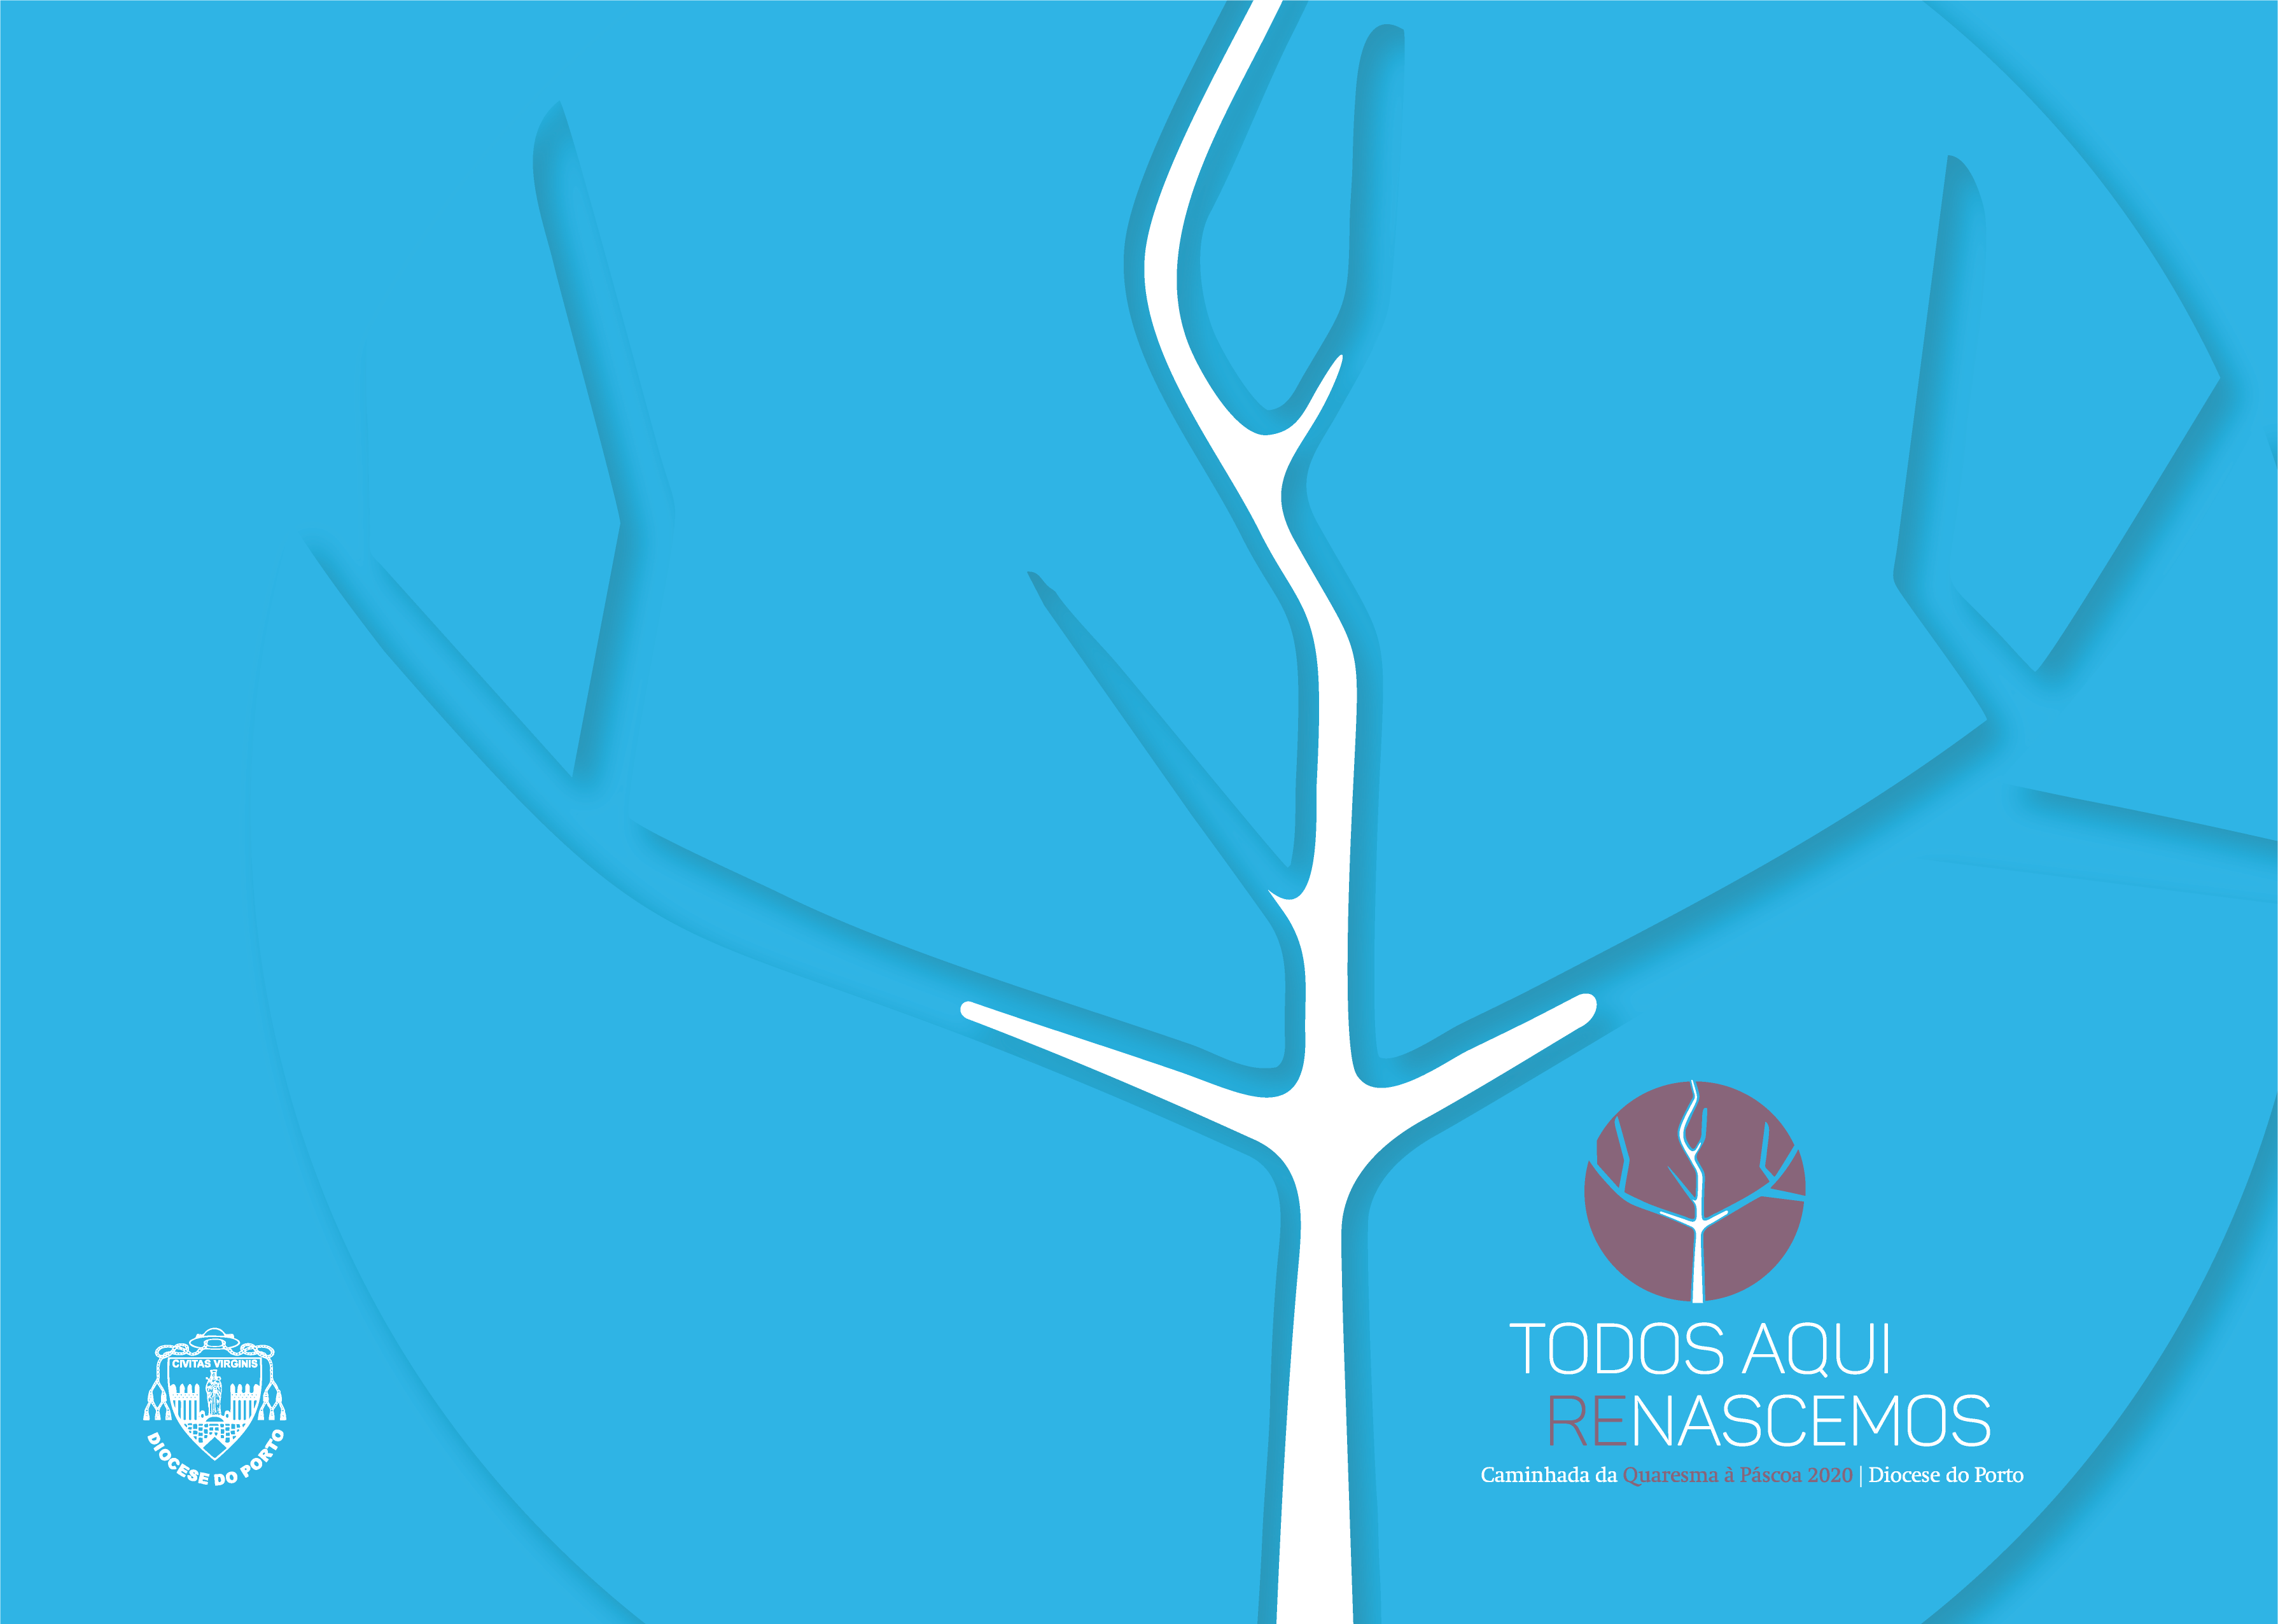 CIVITAS VIRGINIS
DIOCESE DO PORTO
TODOS AQUI
RENASCEMOS
Caminhada da Quaresma à Páscoa 2020 | Diocese do Porto